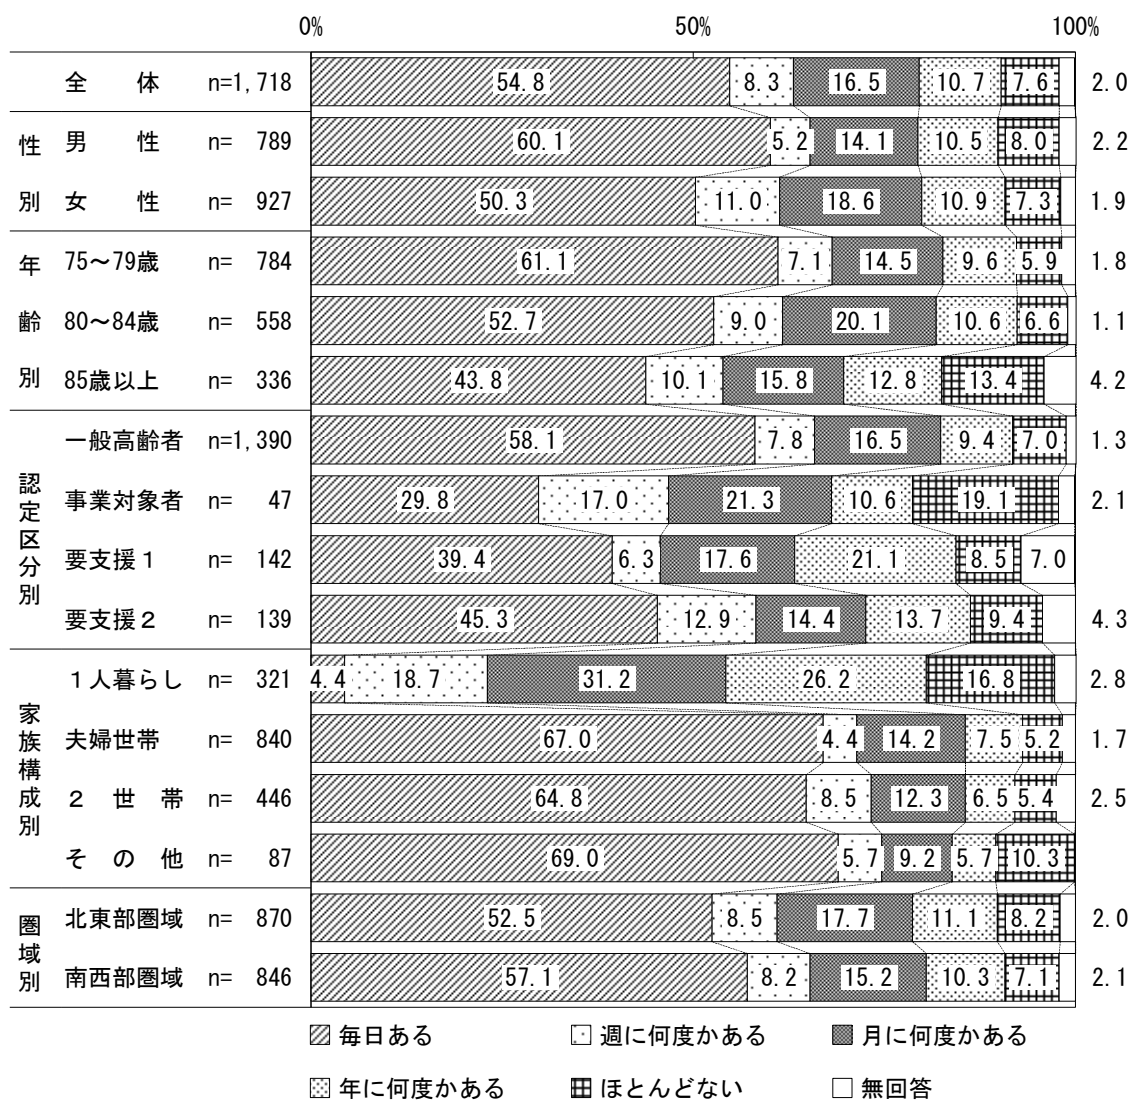 0% 50% 100%
全　体 n=1,718 54.8 8.3 16.5 10.7 7.6 2.0
性別
男　性 n= 789 60.1 5.2 14.1 10.5 8.0 2.2
女　性 n= 927 50.3 11.0 18.6 10.9 7.3 1.9
年齢別
75～79歳 n= 784 61.1 7.1 14.5 9.6 5.9 1.8
80～84歳 n= 558 52.7 9.0 20.1 10.6 6.6 1.1
85歳以上 n= 336 43.8 10.1 15.8 12.8 13.4 4.2
認定区分別
一般高齢者 n=1,390 58.1 7.8 16.5 9.4 7.0 1.3
事業対象者 n= 47 29.8 17.0 21.3 10.6 19.1 2.1
要支援１ n= 142 39.4 6.3 17.6 21.1 8.5 7.0
要支援２ n= 139 45.3 12.9 14.4 13.7 9.4 4.3
家族構成別
１人暮らし n= 321 4.4 18.7 31.2 26.2 16.8 2.8
夫婦世帯 n= 840 67.0 4.4 14.2 7.5 5.2 1.7
２　世　帯 n= 446 64.8 8.5 12.3 6.5 5.4 2.5
そ　の　他 n= 87 69.0 5.7 9.2 5.7 10.3
圏域別
北東部圏域 n= 870 52.5 8.5 17.7 11.1 8.2 2.0
南西部圏域 n= 846 57.1 8.2 15.2 10.3 7.1 2.1
毎日ある 週に何度かある 月に何度かある
年に何度かある ほとんどない 無回答